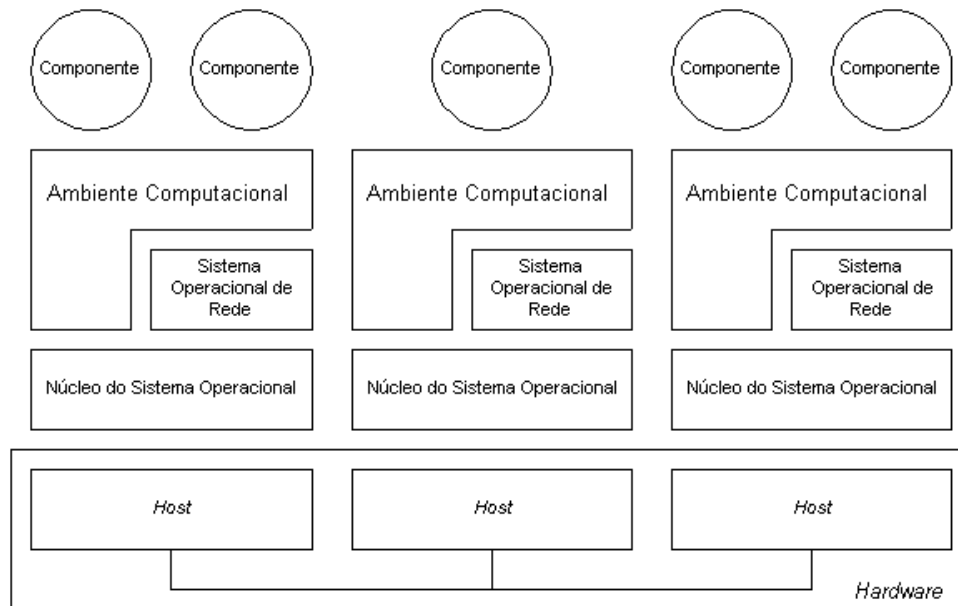 Componente
Componente
Componente
Componente
Componente
Ambiente Computacional
Ambiente Computacional
Ambiente Computacional
Sistema
Operacional de
Rede
Sistema
Operacional de
Rede
Sistema
Operacional de
Rede
Núcleo do Sistema Operacional
Núcleo do Sistema Operacional
Núcleo do Sistema Operacional
Host
Host
Host
Hardware